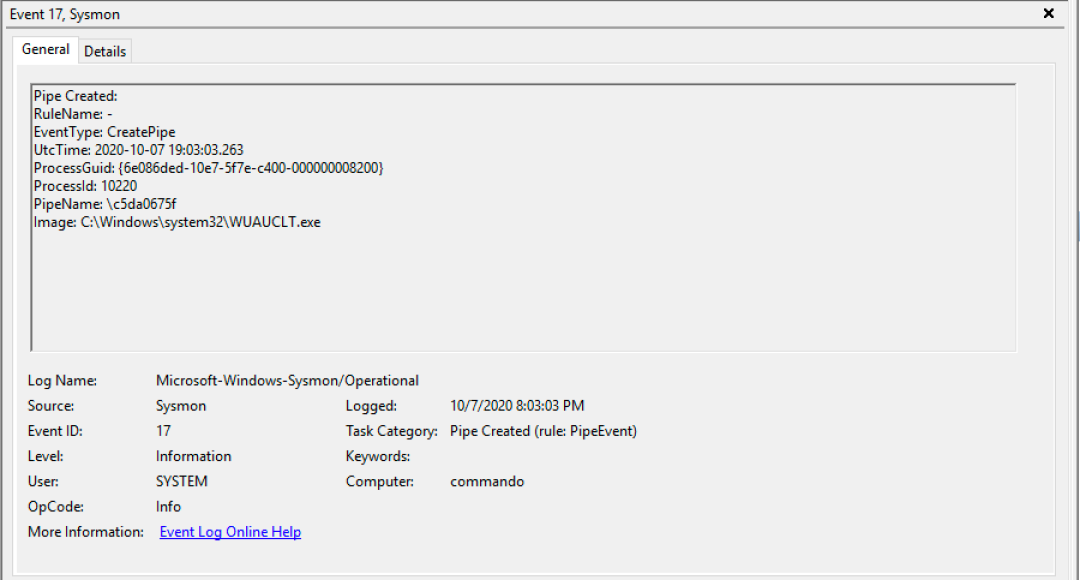 Event 17, Sysmon
General Details
Pipe Created:
RuleName: -
EventType: CreatePipe
UtcTime: 2020-10-07 19:03:03.263
ProcessGuid: {6e086ded-10e7-5f7e-c400-000000008200}
ProcessId: 10220
PipeName: \c5da0675f
Image: C:\Windows\system32\WUAUCLT.exe
Log Name: Microsoft-Windows-Sysmon/Operational
Source: Sysmon Logged: 10/7/2020 8:03:03 PM
Event ID: 17 Task Category: Pipe Created (rule: PipeEvent)
Level: Information Keywords:
User: SYSTEM Computer: commando
OpCode: Info
More Information: Event Log Online Help